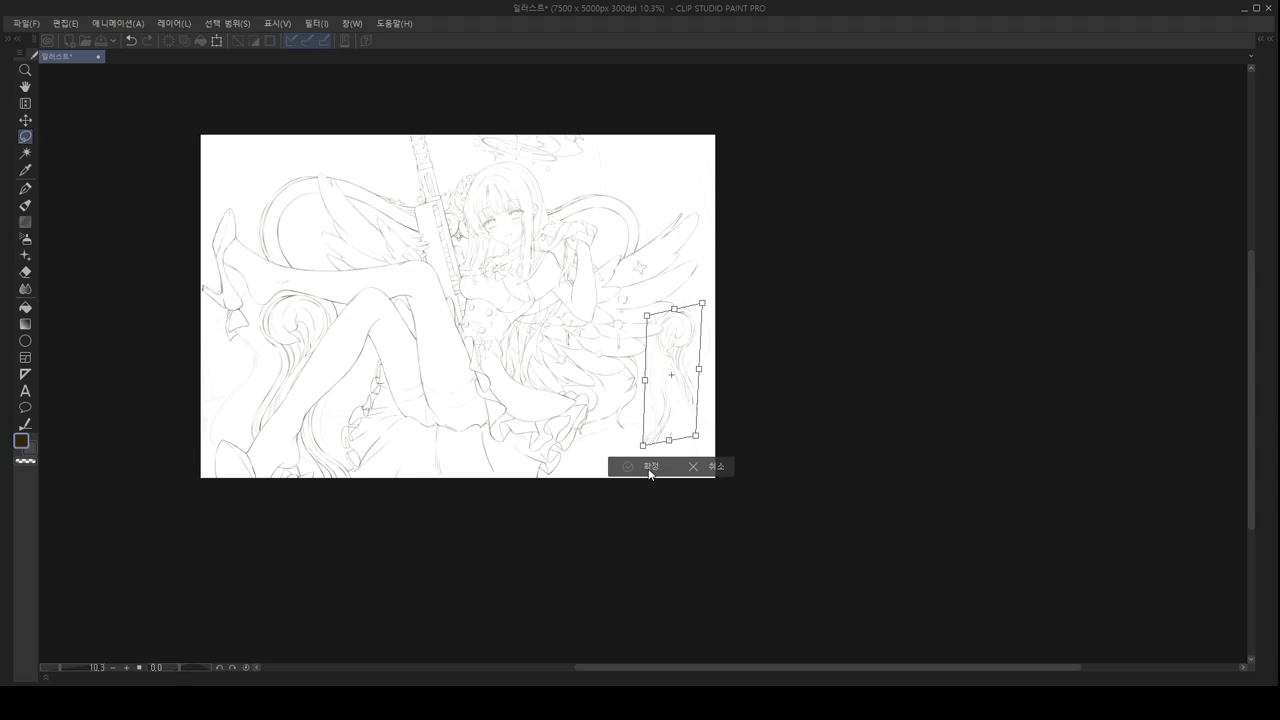 일러스트* (7500 x 5000px 300dpi 10.3%) - CLIP STUDIO PAINT PRO
파일(F) 편집(E) 애니메이션(A) 레이어(L) 선택 범위(S) 표시(V) 필터(I) 창(W) 도움말(H)
일러스트*
A
확정 취소
10.3 0.0